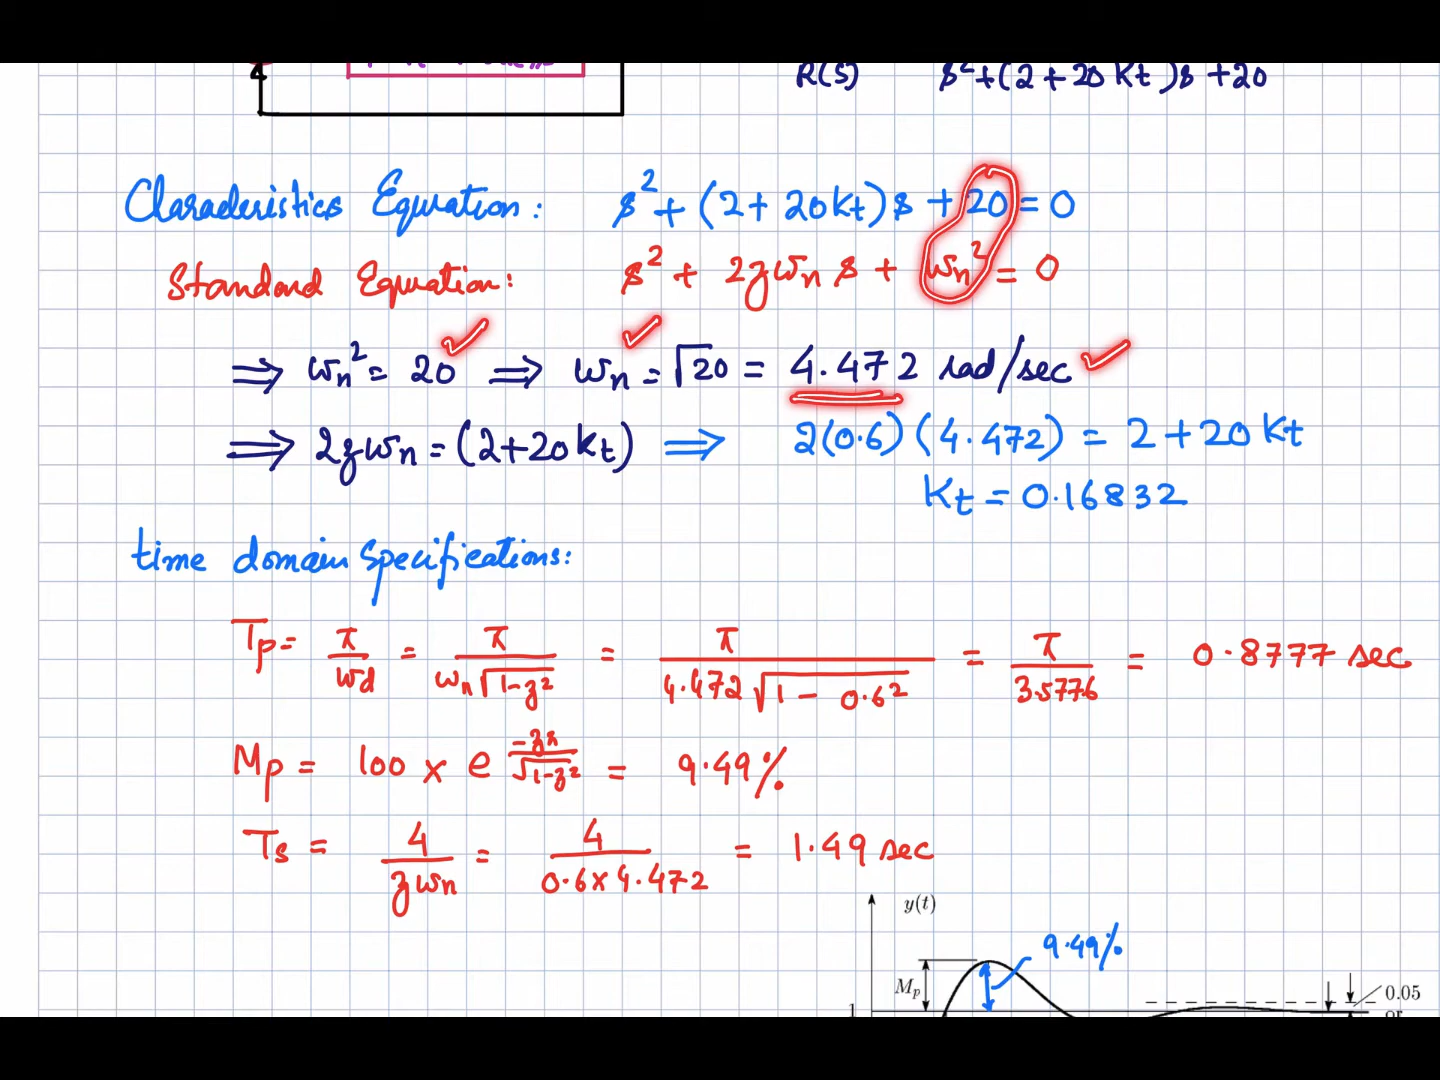 R(S) s²+(2+20Kt)s+20
Characteristics Equation: s²+(2+20Kt)s+20=0
Standard Equation: s²+2ζωn s+ωn²=0
⇒ ωn²=20 ⇒ ωn=√20=4.472 rad/sec
⇒ 2ζωn=(2+20Kt) ⇒ 2(0.6)(4.472)=2+20Kt
Kt=0.16832
time domain specifications:
Tp= π/ωd = π/ωn√1-ζ² = π/4.472√1-0.6² = π/3.5776 = 0.8777 sec
Mp = 100 × e^(-ζπ/√1-ζ²) = 9.49%
Ts = 4/ζωn = 4/0.6×4.472 = 1.49 sec
y(t)
9.49%
Mp
0.05
1
or